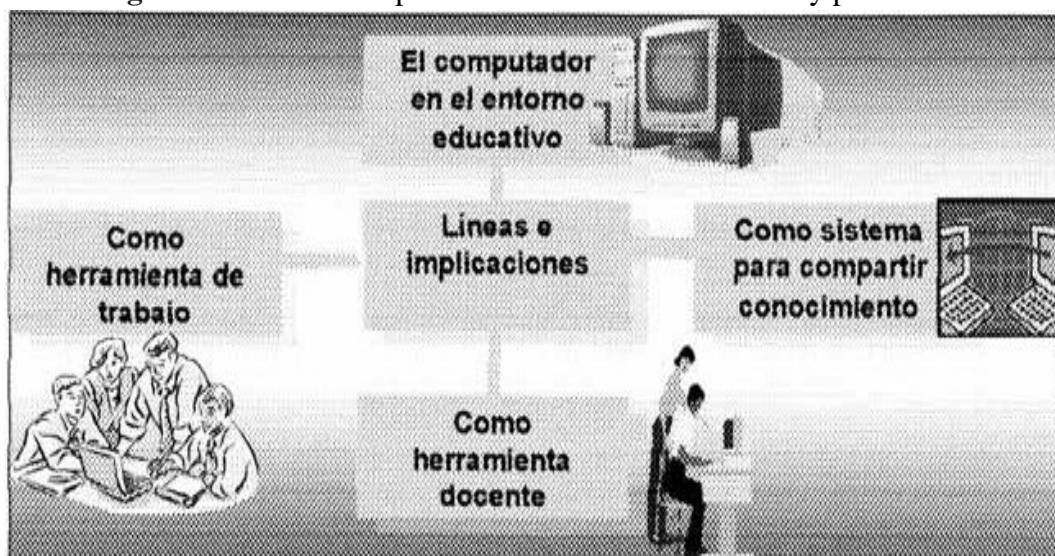 El computador
en el entorno
educativo
Como
herramienta de
trabajo
Líneas e
implicaciones
Como sistema
para compartir
conocimiento
Como
herramienta
docente